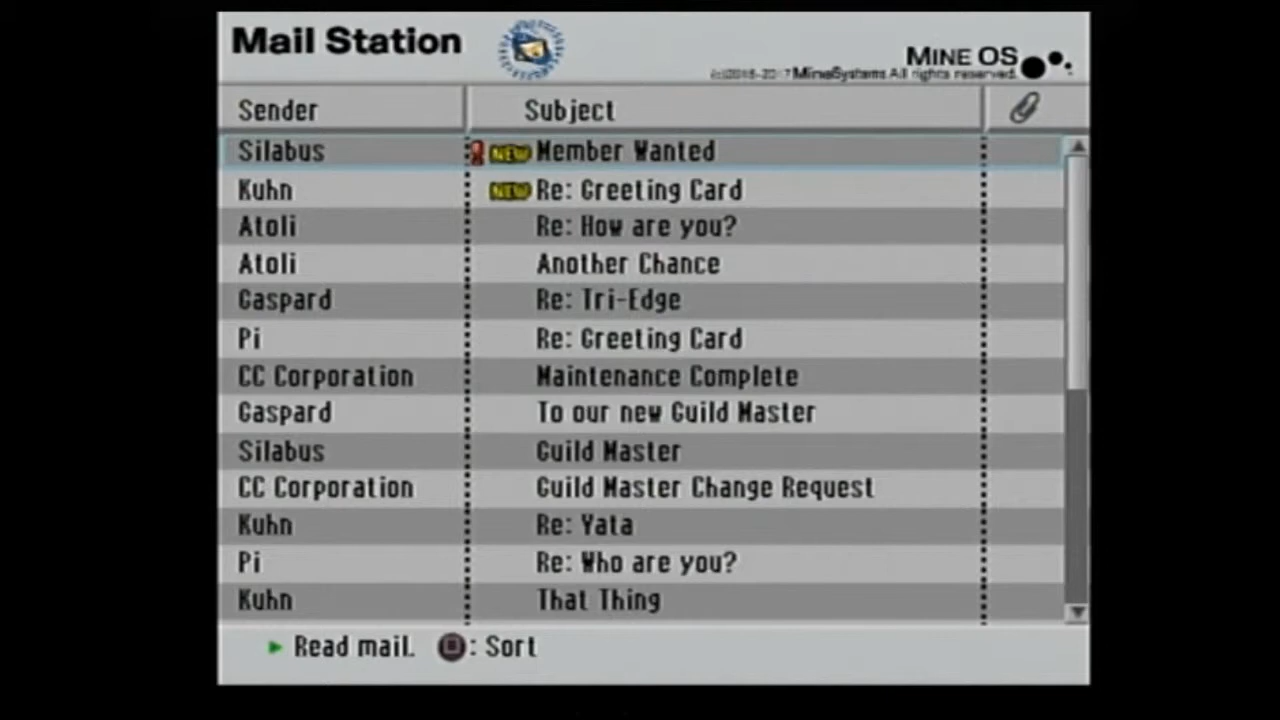 Mail Station
MINE OS
MineSystems All rights reserved.
Sender Subject
Silabus NEW Member Wanted
Kuhn NEW Re: Greeting Card
Atoli Re: How are you?
Atoli Another Chance
Gaspard Re: Tri-Edge
Pi Re: Greeting Card
CC Corporation Maintenance Complete
Gaspard To our new Guild Master
Silabus Guild Master
CC Corporation Guild Master Change Request
Kuhn Re: Yata
Pi Re: Who are you?
Kuhn That Thing
Read mail. : Sort